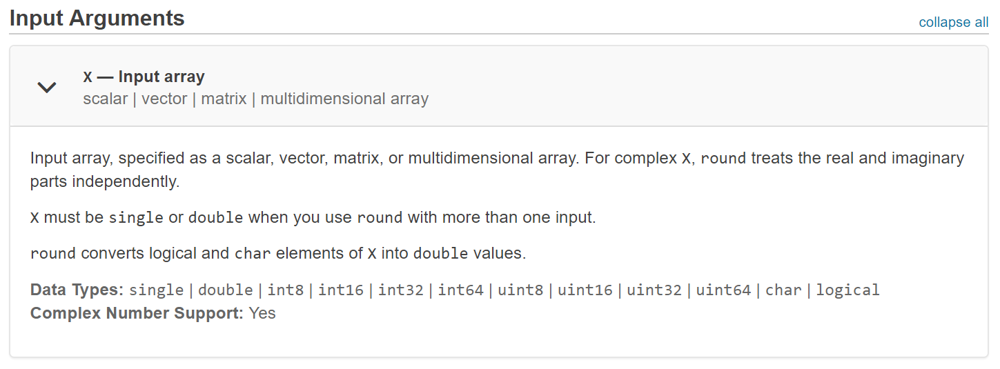 Input Arguments
collapse all
X — Input array
scalar | vector | matrix | multidimensional array
Input array, specified as a scalar, vector, matrix, or multidimensional array. For complex X, round treats the real and imaginary
parts independently.
X must be single or double when you use round with more than one input.
round converts logical and char elements of X into double values.
Data Types: single | double | int8 | int16 | int32 | int64 | uint8 | uint16 | uint32 | uint64 | char | logical
Complex Number Support: Yes